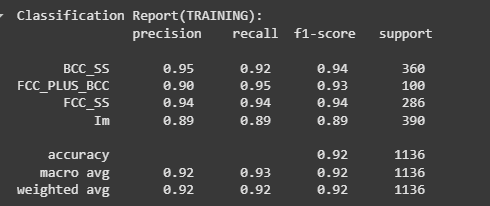 Classification Report(TRAINING):
precision recall f1-score support
BCC_SS 0.95 0.92 0.94 360
FCC_PLUS_BCC 0.90 0.95 0.93 100
FCC_SS 0.94 0.94 0.94 286
Im 0.89 0.89 0.89 390
accuracy 0.92 1136
macro avg 0.92 0.93 0.92 1136
weighted avg 0.92 0.92 0.92 1136